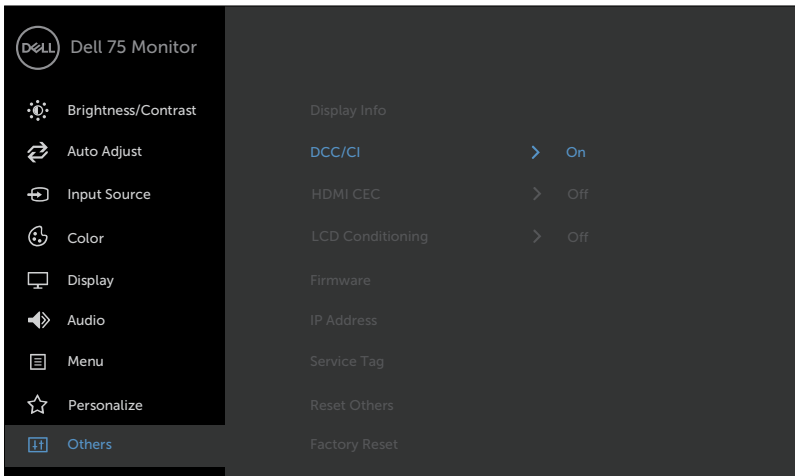 DELL Dell 75 Monitor
Brightness/Contrast Display Info
Auto Adjust DCC/CI On
Input Source HDMI CEC Off
Color LCD Conditioning Off
Display Firmware
Audio IP Address
Menu Service Tag
Personalize Reset Others
Others Factory Reset